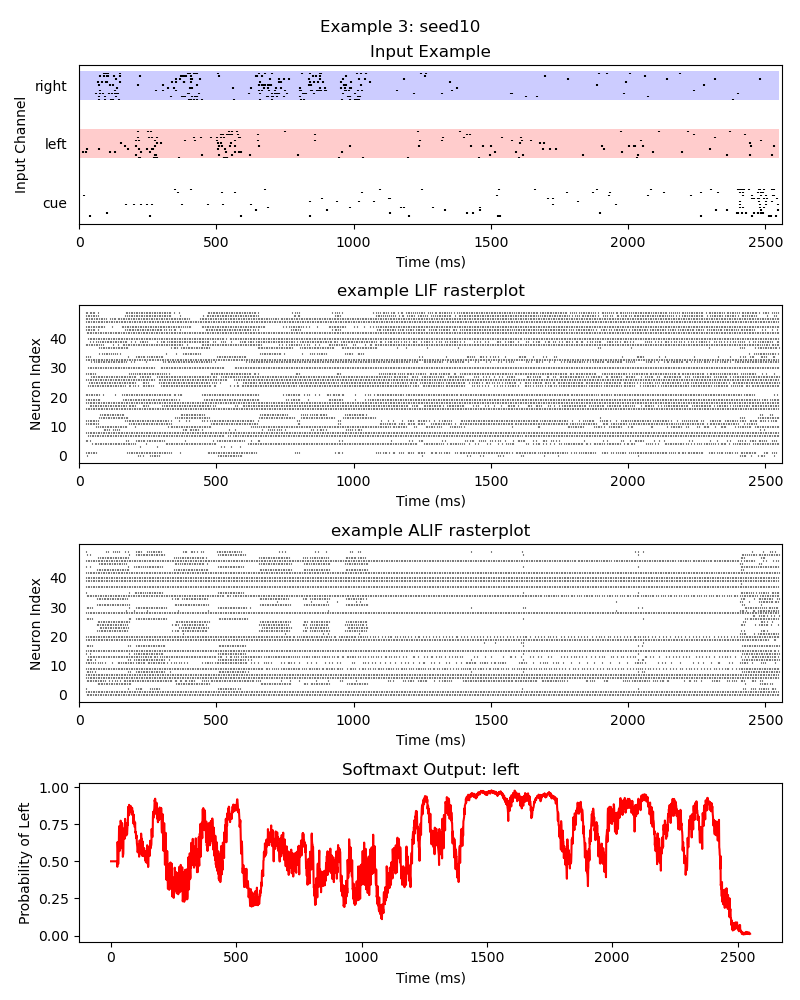 Example 3: seed10
Input Example
right
left
cue
Input Channel
0 500 1000 1500 2000 2500
Time (ms)
example LIF rasterplot
40
30
20
10
0
Neuron Index
0 500 1000 1500 2000 2500
Time (ms)
example ALIF rasterplot
40
30
20
10
0
Neuron Index
0 500 1000 1500 2000 2500
Time (ms)
Softmaxt Output: left
1.00
0.75
0.50
0.25
0.00
Probability of Left
0 500 1000 1500 2000 2500
Time (ms)